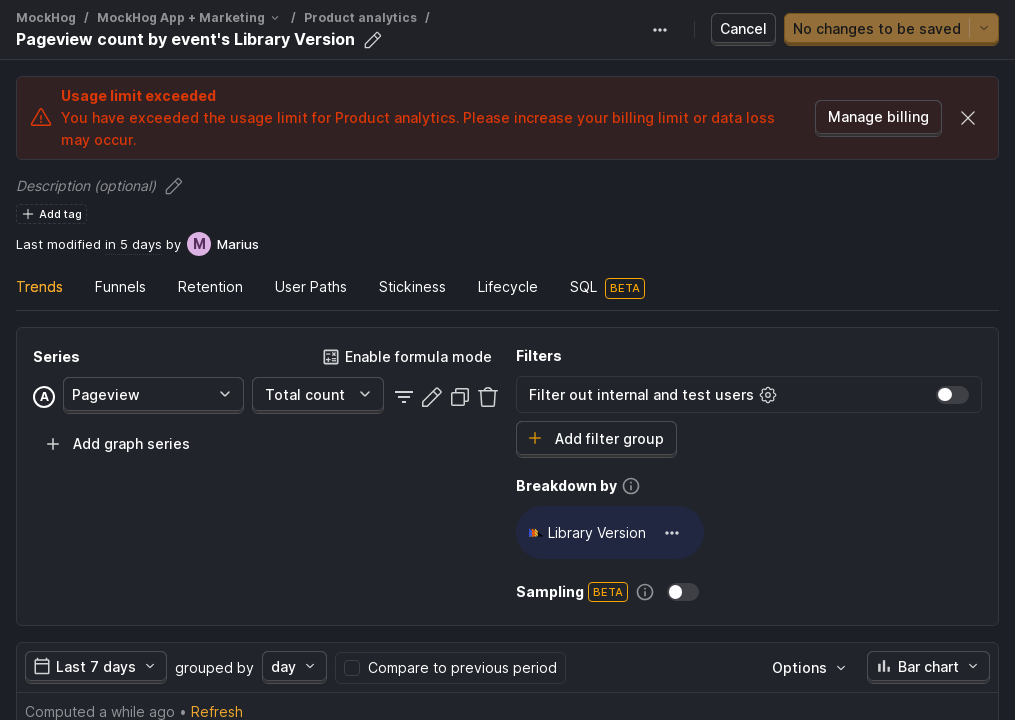 MockHog / MockHog App + Marketing / Product analytics /
Pageview count by event's Library Version
Cancel
No changes to be saved
Usage limit exceeded
You have exceeded the usage limit for Product analytics. Please increase your billing limit or data loss
may occur.
Manage billing
Description (optional)
Add tag
Last modified in 5 days by M Marius
Trends Funnels Retention User Paths Stickiness Lifecycle SQL BETA
Series
Enable formula mode
A Pageview Total count
Add graph series
Filters
Filter out internal and test users
Add filter group
Breakdown by
Library Version
Sampling BETA
Last 7 days grouped by day Compare to previous period Options Bar chart
Computed a while ago • Refresh